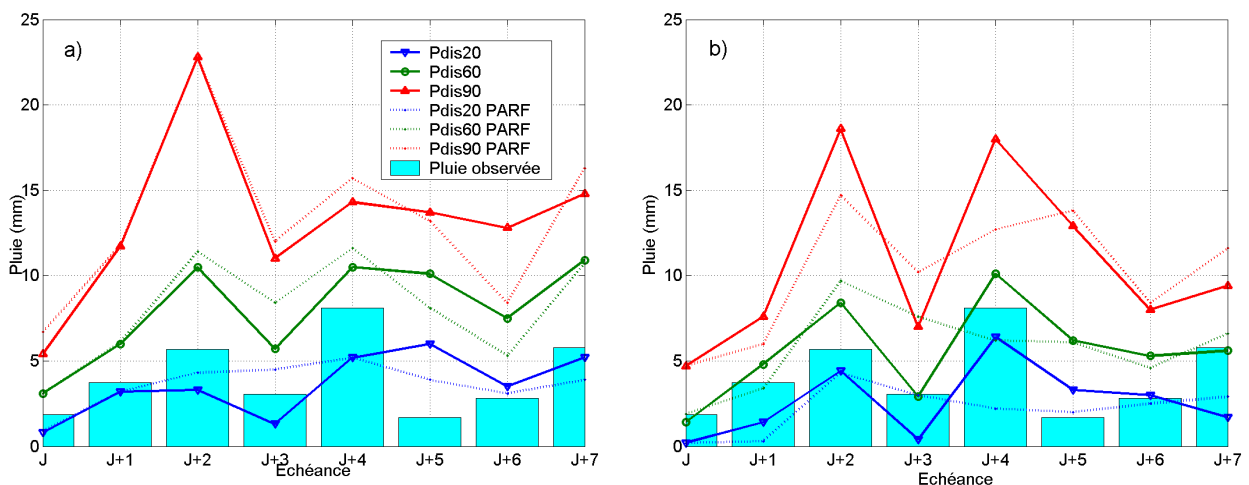 a)
25
20
15
10
5
0
Pluie (mm)
Pdis20
Pdis60
Pdis90
Pdis20 PARF
Pdis60 PARF
Pdis90 PARF
Pluie observée
J J+1 J+2 J+3 J+4 J+5 J+6 J+7
Echéance
b)
25
20
15
10
5
0
Pluie (mm)
J J+1 J+2 J+3 J+4 J+5 J+6 J+7
Echéance